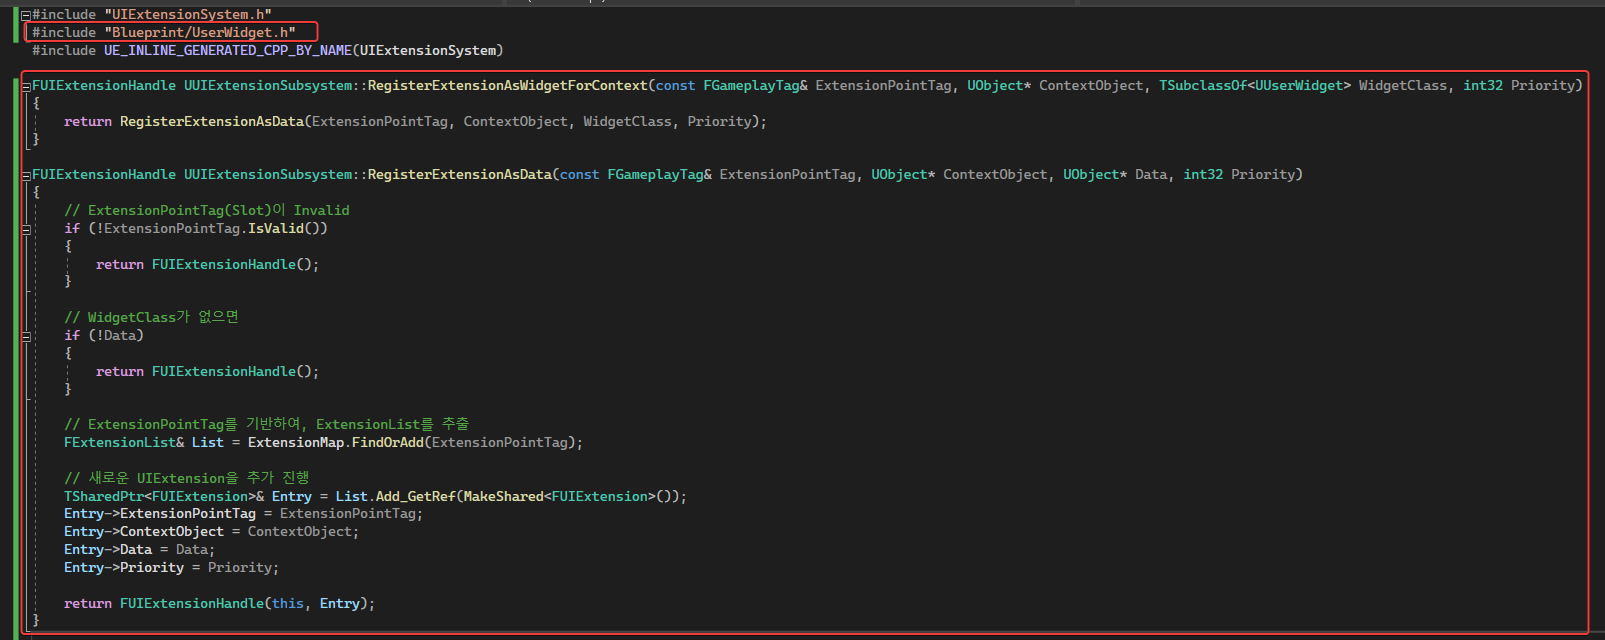 #include "UIExtensionSystem.h"
#include "Blueprint/UserWidget.h"
#include UE_INLINE_GENERATED_CPP_BY_NAME(UIExtensionSystem)
FUIExtensionHandle UUIExtensionSubsystem::RegisterExtensionAsWidgetForContext(const FGameplayTag& ExtensionPointTag, UObject* ContextObject, TSubclassOf<UUserWidget> WidgetClass, int32 Priority)
{
return RegisterExtensionAsData(ExtensionPointTag, ContextObject, WidgetClass, Priority);
}
FUIExtensionHandle UUIExtensionSubsystem::RegisterExtensionAsData(const FGameplayTag& ExtensionPointTag, UObject* ContextObject, UObject* Data, int32 Priority)
{
// ExtensionPointTag(Slot)이 Invalid
if (!ExtensionPointTag.IsValid())
{
return FUIExtensionHandle();
}
// WidgetClass가 없으면
if (!Data)
{
return FUIExtensionHandle();
}
// ExtensionPointTag를 기반하여, ExtensionList를 추출
FExtensionList& List = ExtensionMap.FindOrAdd(ExtensionPointTag);
// 새로운 UIExtension을 추가 진행
TSharedPtr<FUIExtension>& Entry = List.Add_GetRef(MakeShared<FUIExtension>());
Entry->ExtensionPointTag = ExtensionPointTag;
Entry->ContextObject = ContextObject;
Entry->Data = Data;
Entry->Priority = Priority;
return FUIExtensionHandle(this, Entry);
}